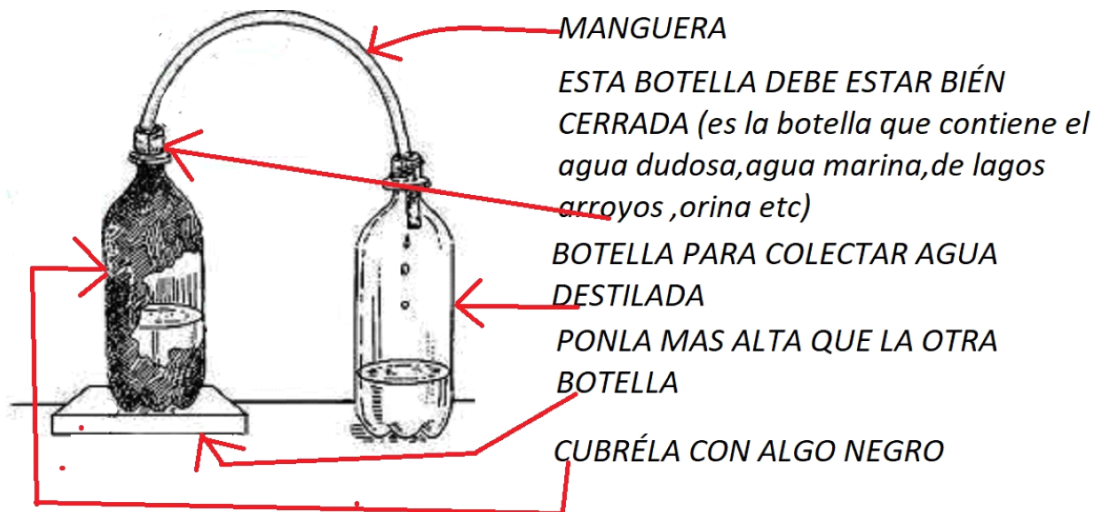 MANGUERA
ESTA BOTELLA DEBE ESTAR BIÉN
CERRADA (es la botella que contiene el
agua dudosa,agua marina,de lagos
arroyos ,orina etc)
BOTELLA PARA COLECTAR AGUA
DESTILADA
PONLA MAS ALTA QUE LA OTRA
BOTELLA
CUBRÉLA CON ALGO NEGRO